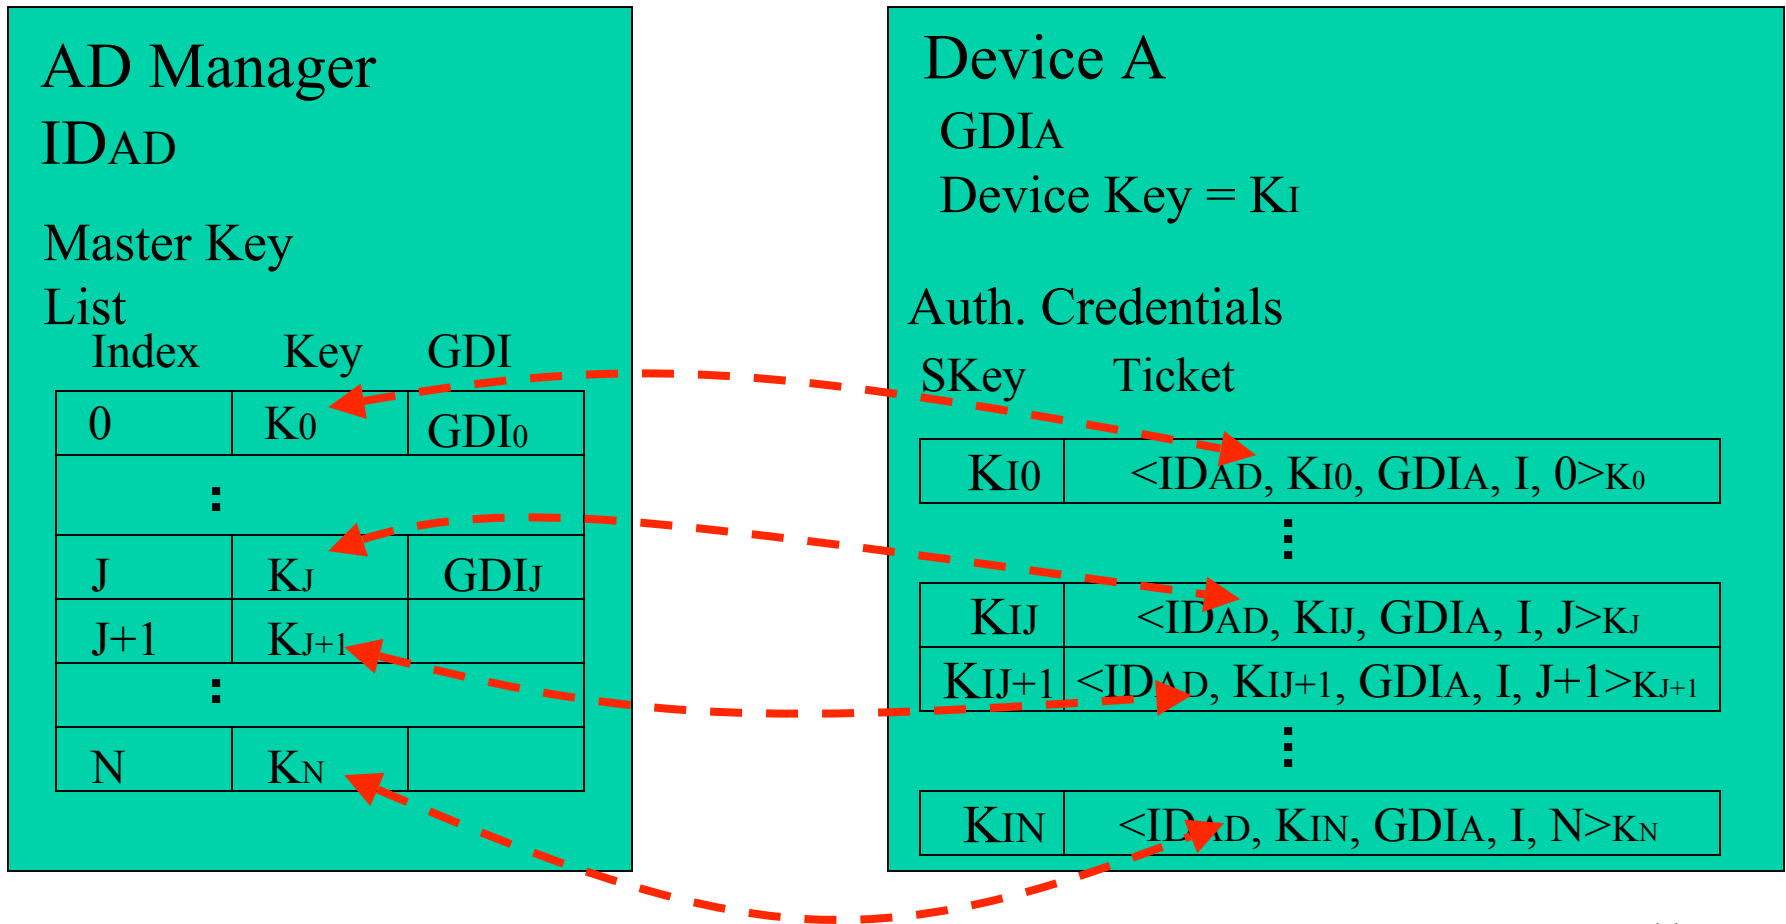 AD Manager
IDAD
Master Key
List
Index Key GDI
0 K0 GDI0
:
J KJ GDIJ
J+1 KJ+1
:
N KN
Device A
GDIA
Device Key = KI
Auth. Credentials
SKey Ticket
KI0 <IDAD, KI0, GDIA, I, 0>K0
⋮
KIJ <IDAD, KIJ, GDIA, I, J>KJ
KIJ+1 <IDAD, KIJ+1, GDIA, I, J+1>KJ+1
⋮
KIN <IDAD, KIN, GDIA, I, N>KN